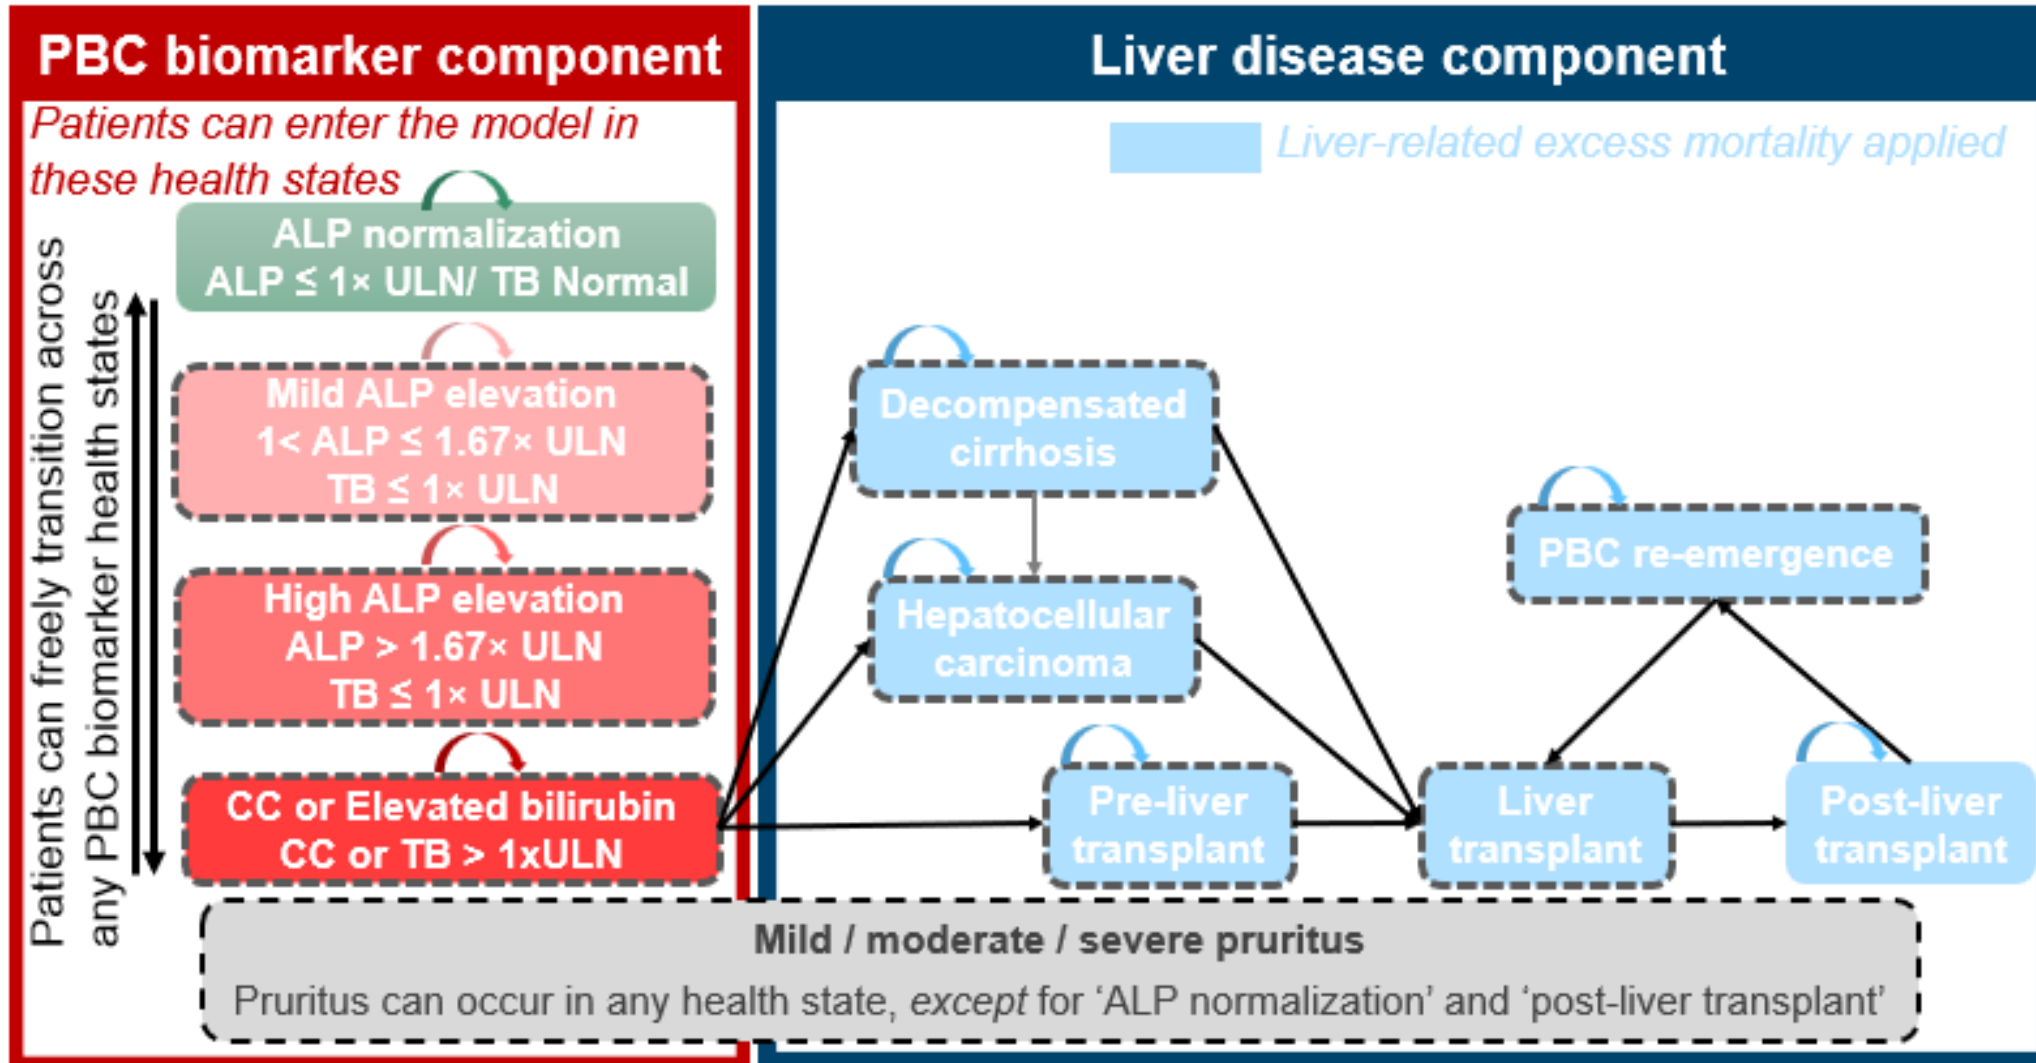 PBC biomarker component
Patients can enter the model in
these health states
Patients can freely transition across
any PBC biomarker health states
ALP normalization
ALP ≤ 1× ULN/ TB Normal
Mild ALP elevation
1< ALP ≤ 1.67× ULN
TB ≤ 1× ULN
High ALP elevation
ALP > 1.67× ULN
TB ≤ 1× ULN
CC or Elevated bilirubin
CC or TB > 1xULN
Liver disease component
Liver-related excess mortality applied
Decompensated
cirrhosis
Hepatocellular
carcinoma
Pre-liver
transplant
Liver
transplant
Post-liver
transplant
PBC re-emergence
Mild / moderate / severe pruritus
Pruritus can occur in any health state, except for ‘ALP normalization’ and ‘post-liver transplant’